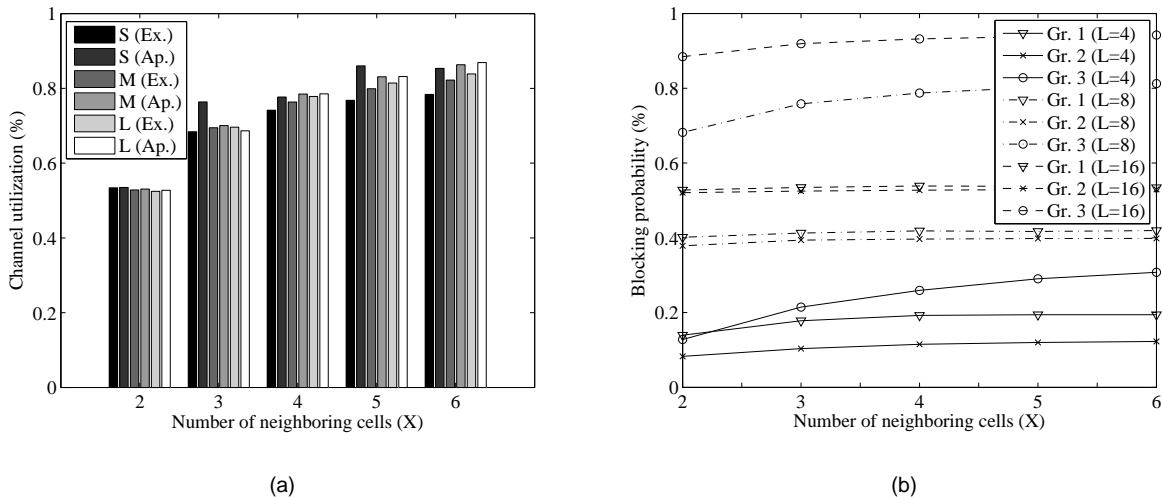 1
0.8
0.6
0.4
0.2
0
Channel utilization (%)
S (Ex.)
S (Ap.)
M (Ex.)
M (Ap.)
L (Ex.)
L (Ap.)
2 3 4 5 6
Number of neighboring cells (X)
(a)
1
0.8
0.6
0.4
0.2
0
Blocking probability (%)
Gr. 1 (L=4)
Gr. 2 (L=4)
Gr. 3 (L=4)
Gr. 1 (L=8)
Gr. 2 (L=8)
Gr. 3 (L=8)
Gr. 1 (L=16)
Gr. 2 (L=16)
Gr. 3 (L=16)
2 3 4 5 6
Number of neighboring cells (X)
(b)